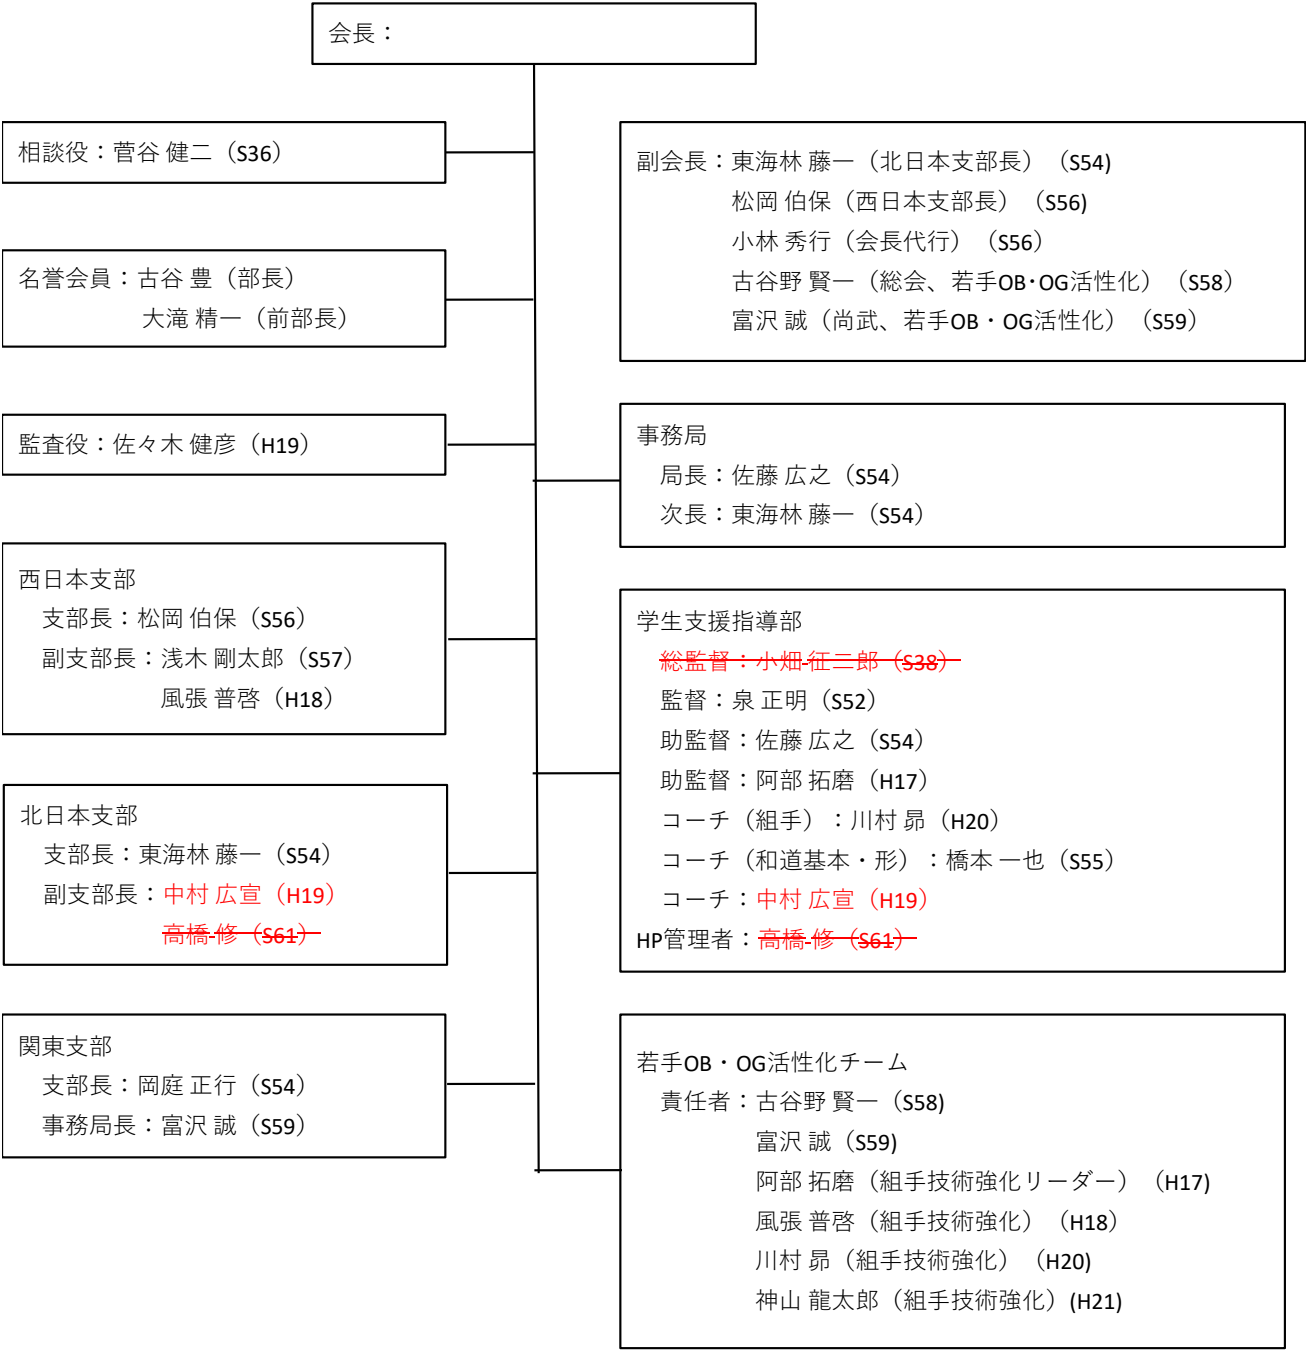 会長：
相談役：菅谷 健二（S36）
名誉会員：古谷 豊（部長）
大滝 精一（前部長）
監査役：佐々木 健彦（H19）
西日本支部
支部長：松岡 伯保（S56）
副支部長：浅木 剛太郎（S57）
風張 普啓（H18）
北日本支部
支部長：東海林 藤一（S54）
副支部長：中村 広宣（H19）
高橋 修（S61）
関東支部
支部長：岡庭 正行（S54）
事務局長：富沢 誠（S59）
副会長：東海林 藤一（北日本支部長）（S54)
松岡 伯保（西日本支部長）（S56)
小林 秀行（会長代行）（S56）
古谷野 賢一（総会、若手OB･OG活性化）（S58）
富沢 誠（尚武、若手OB・OG活性化）（S59）
事務局
局長：佐藤 広之（S54）
次長：東海林 藤一（S54）
学生支援指導部
総監督：小畑 征二郎（S38）
監督：泉 正明（S52）
助監督：佐藤 広之（S54）
助監督：阿部 拓磨（H17）
コーチ（組手）：川村 昴（H20）
コーチ（和道基本・形）：橋本 一也（S55）
コーチ：中村 広宣（H19）
HP管理者：高橋 修（S61）
若手OB・OG活性化チーム
責任者：古谷野 賢一（S58)
富沢 誠（S59)
阿部 拓磨（組手技術強化リーダー）（H17)
風張 普啓（組手技術強化）（H18）
川村 昴（組手技術強化）（H20)
神山 龍太郎（組手技術強化）(H21)